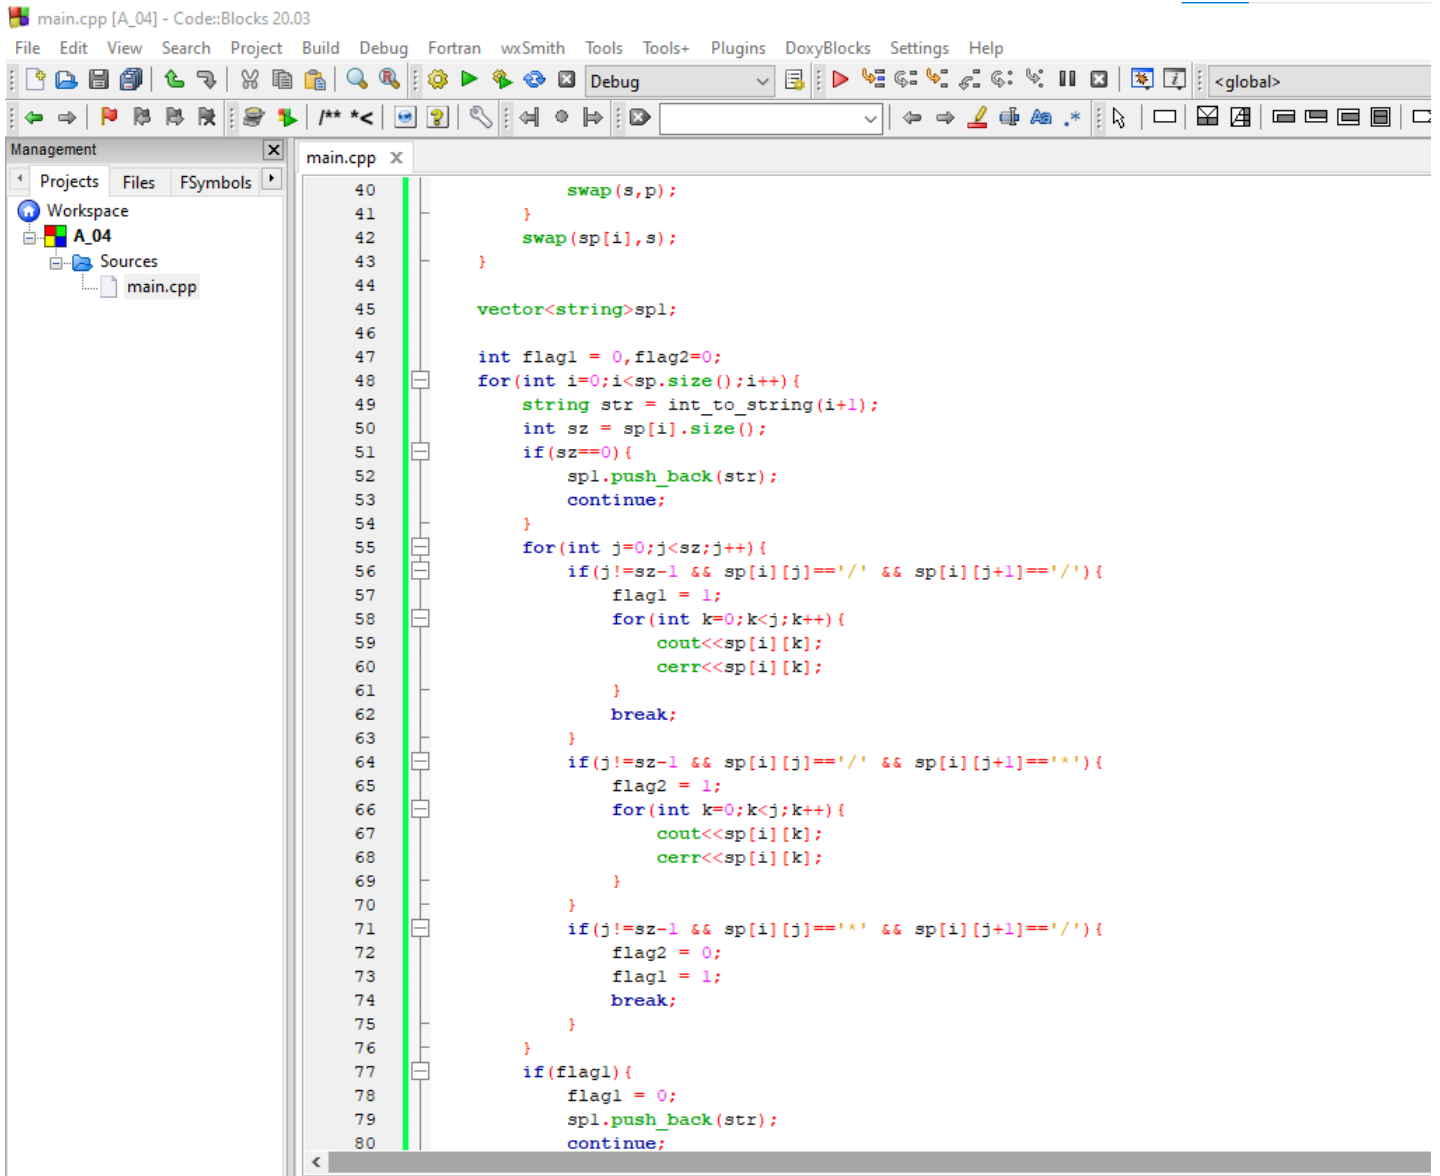 main.cpp [A_04] - Code::Blocks 20.03
File Edit View Search Project Build Debug Fortran wxSmith Tools Tools+ Plugins DoxyBlocks Settings Help
Debug
<global>
/** *<
Management
Projects Files FSymbols
Workspace
A_04
Sources
main.cpp
main.cpp
40 swap(s,p);
41 }
42 swap(sp[i],s);
43 }
44
45 vector<string>sp1;
46
47 int flag1 = 0,flag2=0;
48 for(int i=0;i<sp.size();i++){
49 string str = int_to_string(i+1);
50 int sz = sp[i].size();
51 if(sz==0){
52 sp1.push_back(str);
53 continue;
54 }
55 for(int j=0;j<sz;j++){
56 if(j!=sz-1 && sp[i][j]=='/' && sp[i][j+1]=='/'){
57 flag1 = 1;
58 for(int k=0;k<j;k++){
59 cout<<sp[i][k];
60 cerr<<sp[i][k];
61 }
62 break;
63 }
64 if(j!=sz-1 && sp[i][j]=='/' && sp[i][j+1]=='*'){
65 flag2 = 1;
66 for(int k=0;k<j;k++){
67 cout<<sp[i][k];
68 cerr<<sp[i][k];
69 }
70 }
71 if(j!=sz-1 && sp[i][j]=='*' && sp[i][j+1]=='/'){
72 flag2 = 0;
73 flag1 = 1;
74 break;
75 }
76 }
77 if(flag1){
78 flag1 = 0;
79 sp1.push_back(str);
80 continue;